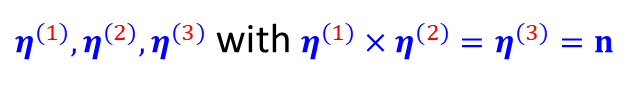 η⁽¹⁾, η⁽²⁾, η⁽³⁾ with η⁽¹⁾ × η⁽²⁾ = η⁽³⁾ = n